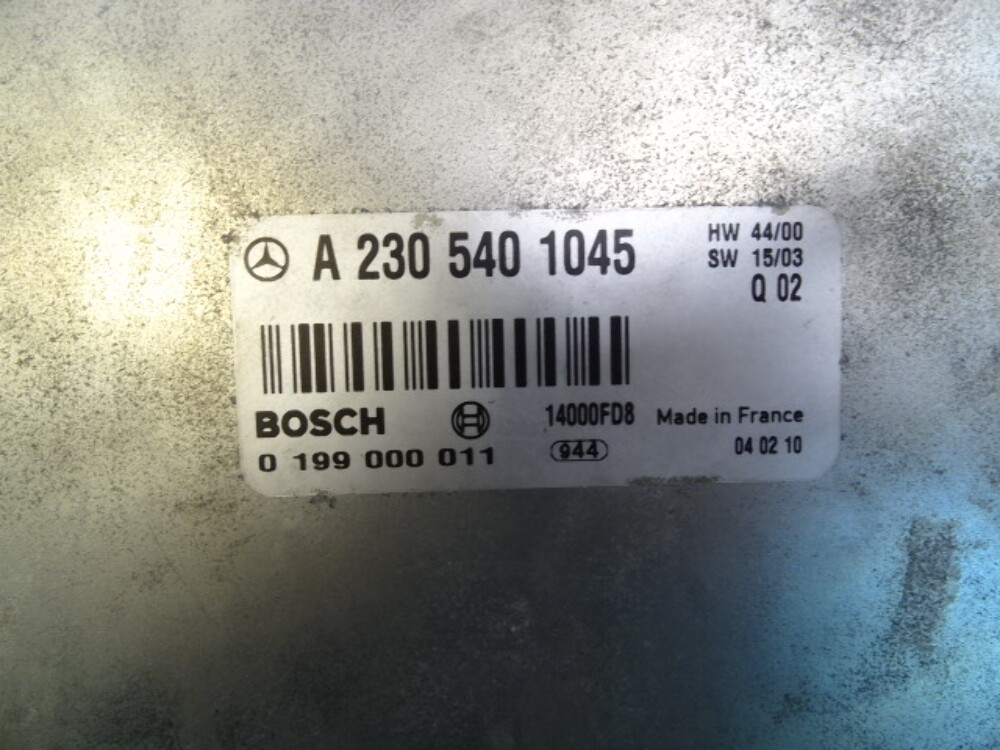 A 230 540 1045
HW 44/00
SW 15/03
Q 02
BOSCH
14000FD8
Made in France
0 199 000 011
944
04 02 10